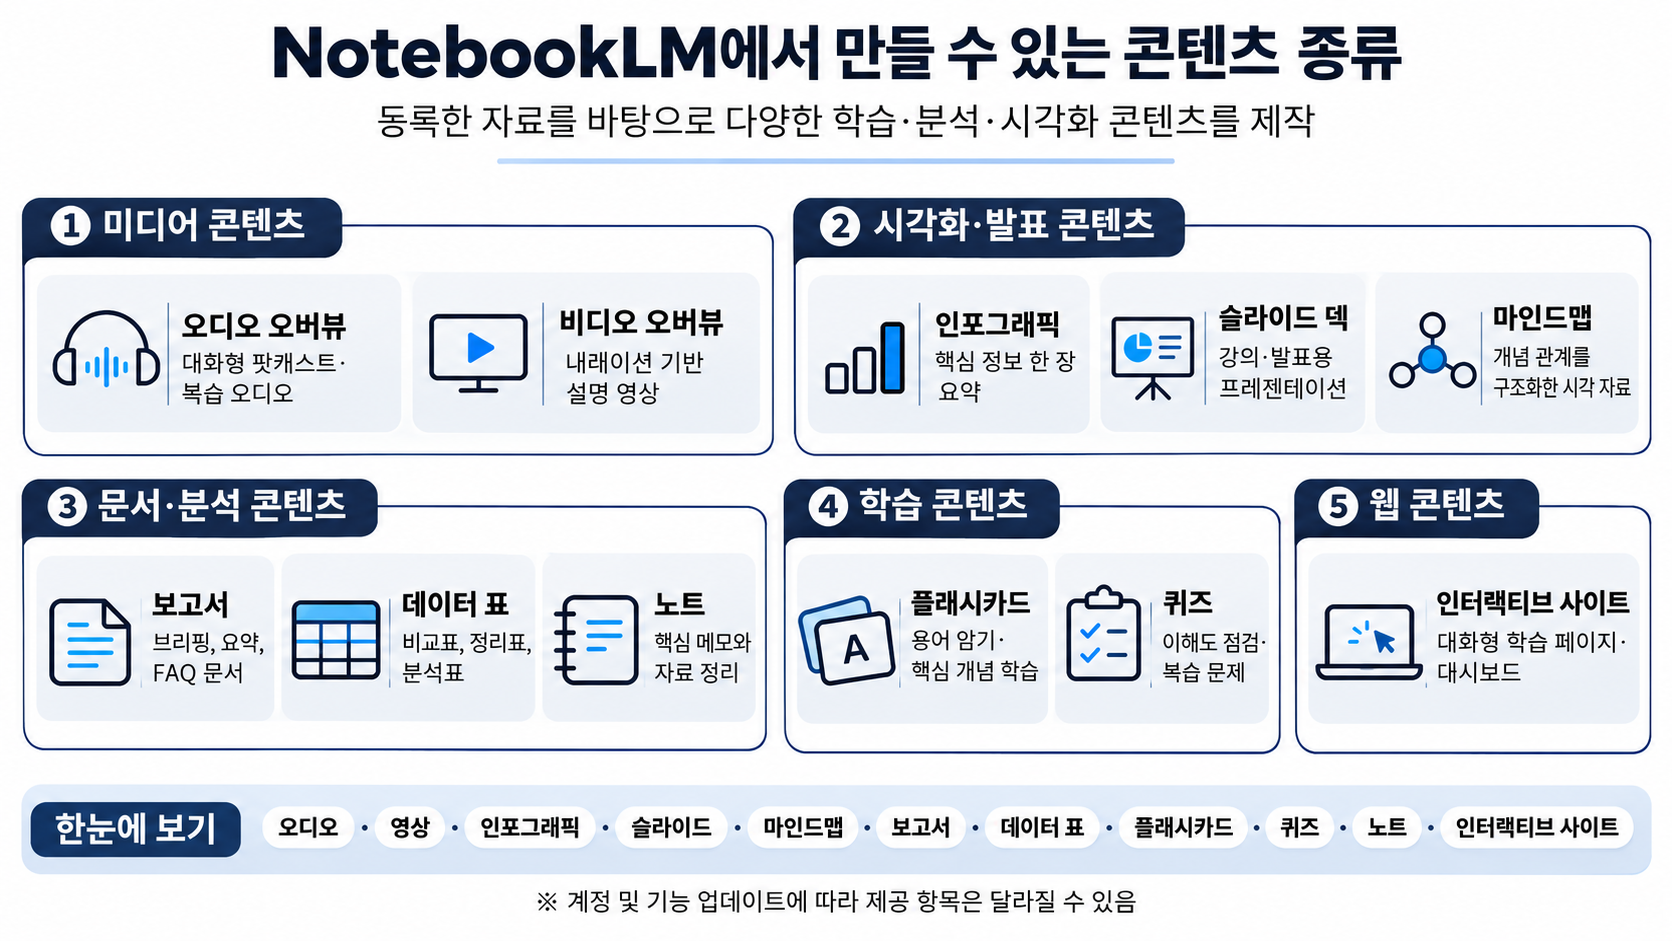 NotebookLM에서 만들 수 있는 콘텐츠 종류
동록한 자료를 바탕으로 다양한 학습·분석·시각화 콘텐츠를 제작
1 미디어 콘텐츠
오디오 오버뷰
대화형 팟캐스트·
복습 오디오
비디오 오버뷰
내래이션 기반
설명 영상
2 시각화·발표 콘텐츠
인포그래픽
핵심 정보 한 장
요약
슬라이드 덱
강의·발표용
프레젠테이션
마인드맵
개념 관계를
구조화한 시각 자료
3 문서·분석 콘텐츠
보고서
브리핑, 요약,
FAQ 문서
데이터 표
비교표, 정리표,
분석표
노트
핵심 메모와
자료 정리
4 학습 콘텐츠
A
플래시카드
용어 암기·
핵심 개념 학습
퀴즈
이해도 점검·
복습 문제
5 웹 콘텐츠
인터랙티브 사이트
대화형 학습 페이지·
대시보드
한눈에 보기
오디오 • 영상 • 인포그래픽 • 슬라이드 • 마인드맵 • 보고서 • 데이터 표 • 플래시카드 • 퀴즈 • 노트 • 인터랙티브 사이트
※ 계정 및 기능 업데이트에 따라 제공 항목은 달라질 수 있음